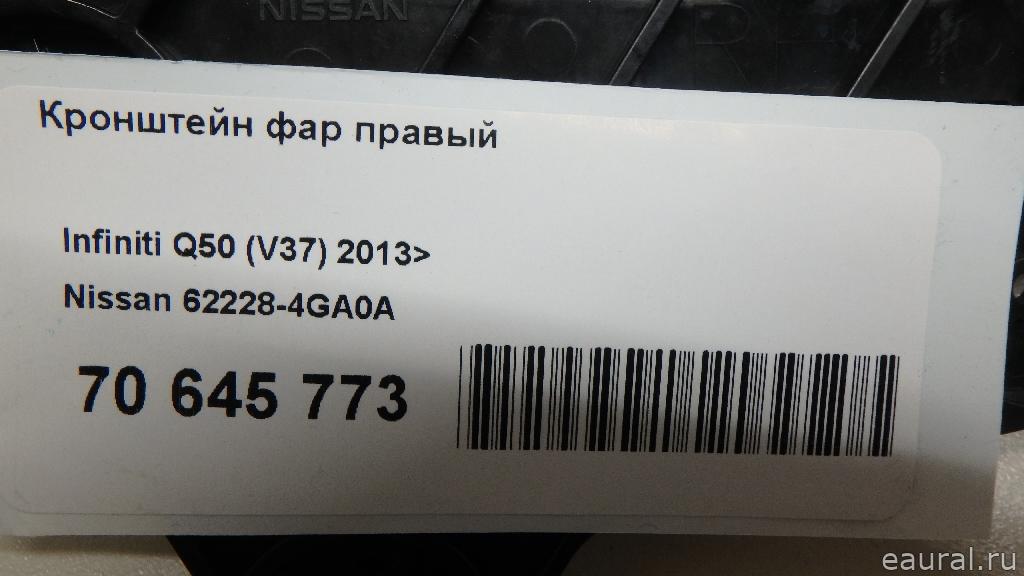 NISSAN
Кронштейн фар правый
Infiniti Q50 (V37) 2013>
Nissan 62228-4GA0A
70 645 773
eaural.ru